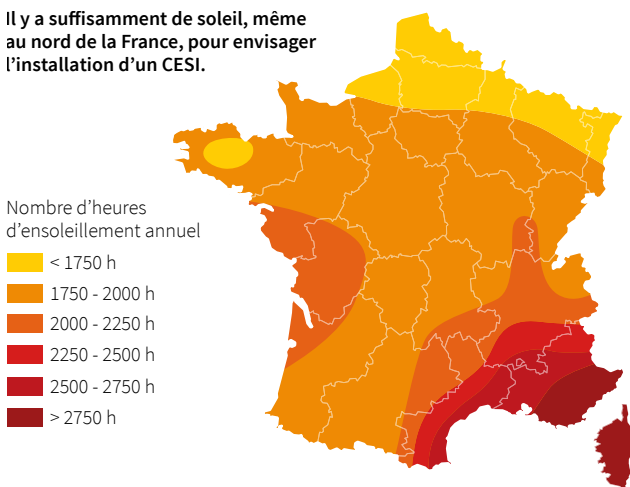 Il y a suffisamment de soleil, même
au nord de la France, pour envisager
l’installation d’un CESI.
Nombre d’heures
d’ensoleillement annuel
< 1750 h
1750 - 2000 h
2000 - 2250 h
2250 - 2500 h
2500 - 2750 h
> 2750 h